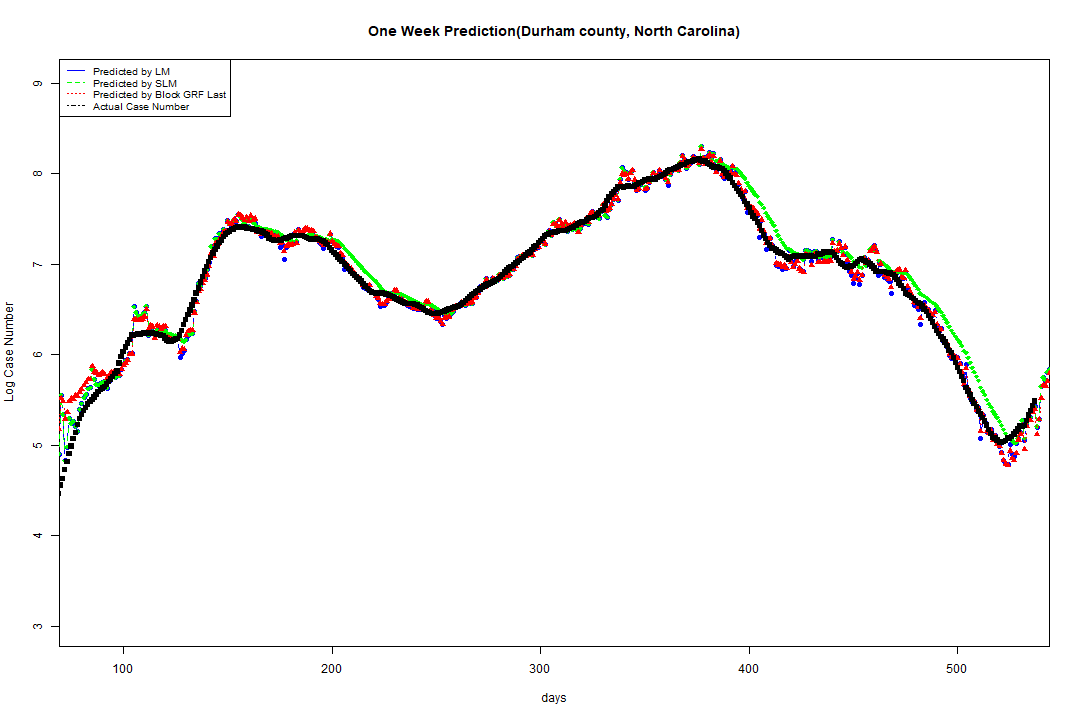 One Week Prediction(Durham county, North Carolina)
Predicted by LM
Predicted by SLM
Predicted by Block GRF Last
Actual Case Number
9
8
7
6
5
4
3
Log Case Number
100 200 300 400 500
days